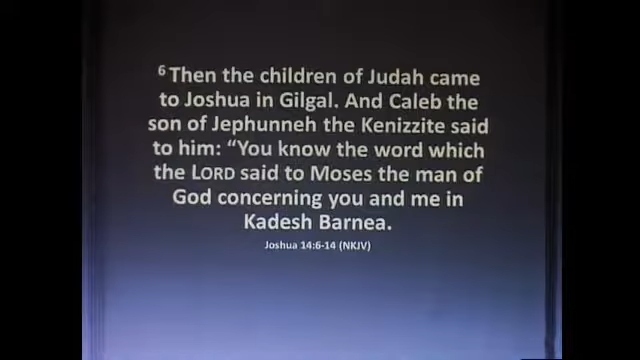 ⁶ Then the children of Judah came
to Joshua in Gilgal. And Caleb the
son of Jephunneh the Kenizzite said
to him: “You know the word which
the LORD said to Moses the man of
God concerning you and me in
Kadesh Barnea.
Joshua 14:6-14 (NKJV)